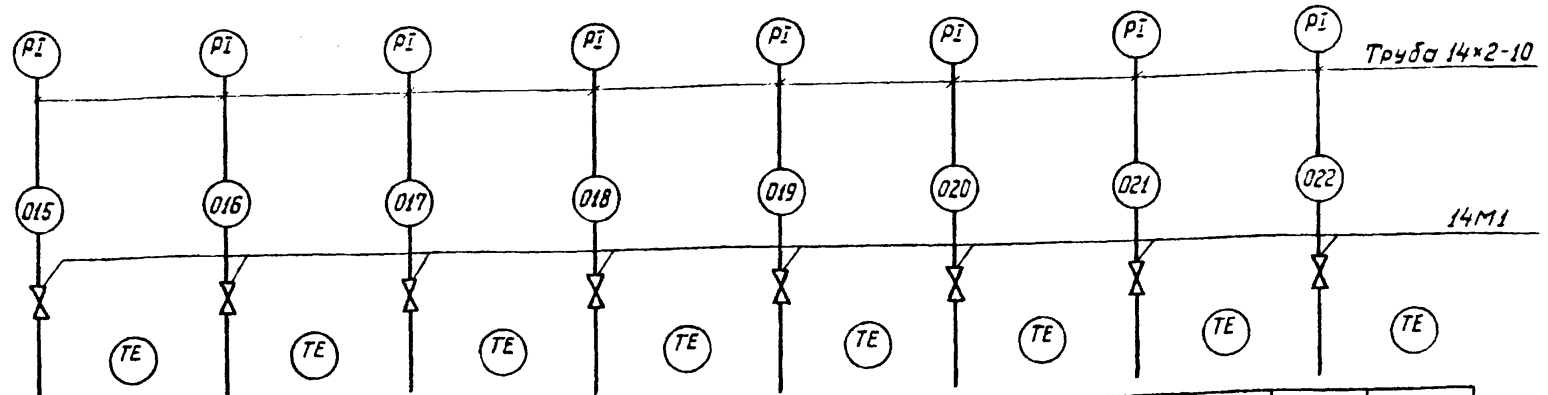 PI PI PI PI PI PI PI PI
Труба 14×2-10
015 016 017 018 019 020 021 022
14М1
TE TE TE TE TE TE TE TE